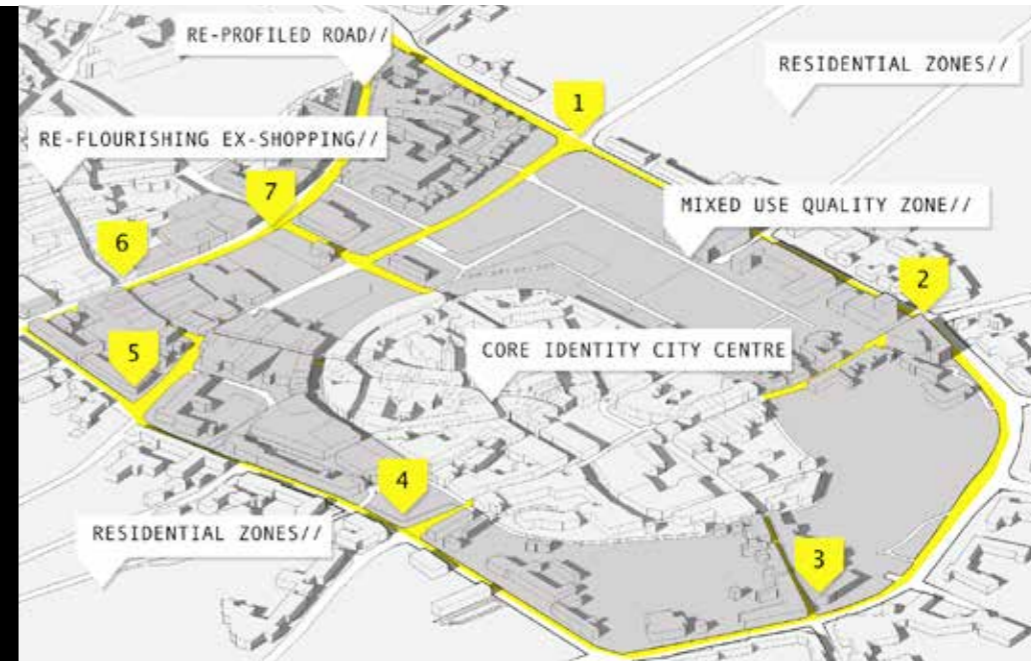 RE-PROFILED ROAD//
RESIDENTIAL ZONES//
1
RE-FLOURISHING EX-SHOPPING//
7
MIXED USE QUALITY ZONE//
6
2
5
CORE IDENTITY CITY CENTRE
4
RESIDENTIAL ZONES//
3